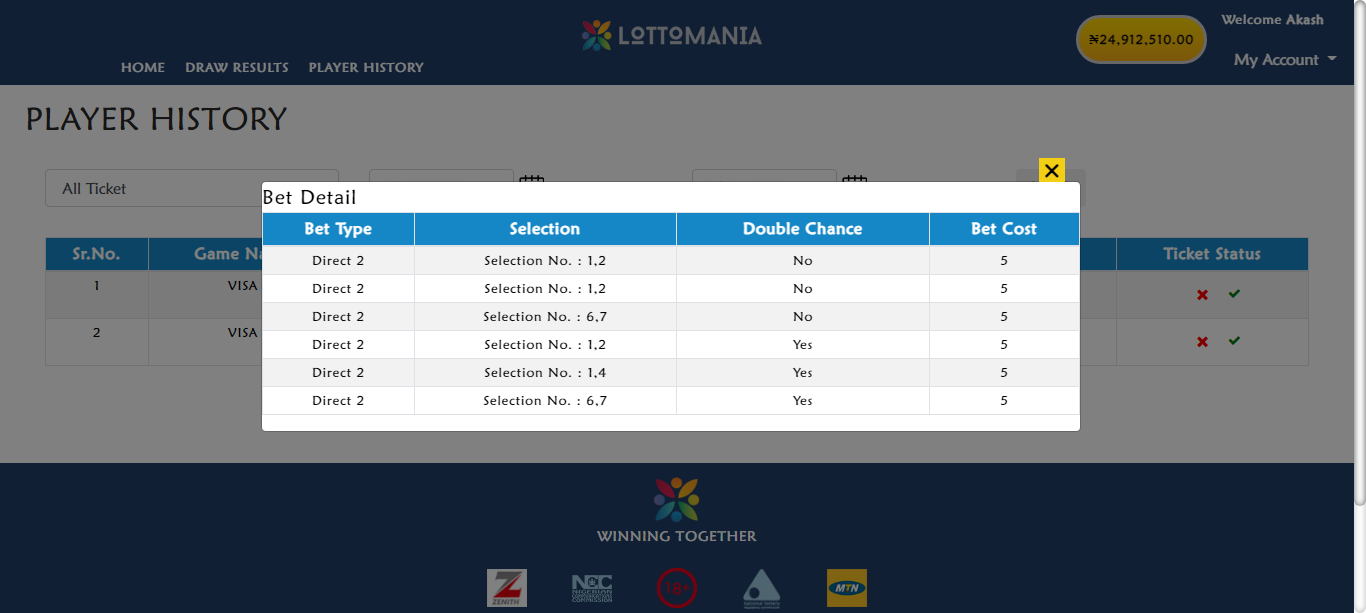 LOTTOMANIA
₦24,912,510.00
Welcome Akash
My Account
HOME DRAW RESULTS PLAYER HISTORY
PLAYER HISTORY
All Ticket
Bet Detail
Bet Type Selection Double Chance Bet Cost
Direct 2 Selection No. : 1,2 No 5
Direct 2 Selection No. : 1,2 No 5
Direct 2 Selection No. : 6,7 No 5
Direct 2 Selection No. : 1,2 Yes 5
Direct 2 Selection No. : 1,4 Yes 5
Direct 2 Selection No. : 6,7 Yes 5
Sr.No. Game Na Ticket Status
1 VISA
2 VISA
WINNING TOGETHER
ZENITH
NIGERIAN COMMUNICATIONS COMMISSION
18+
MTN